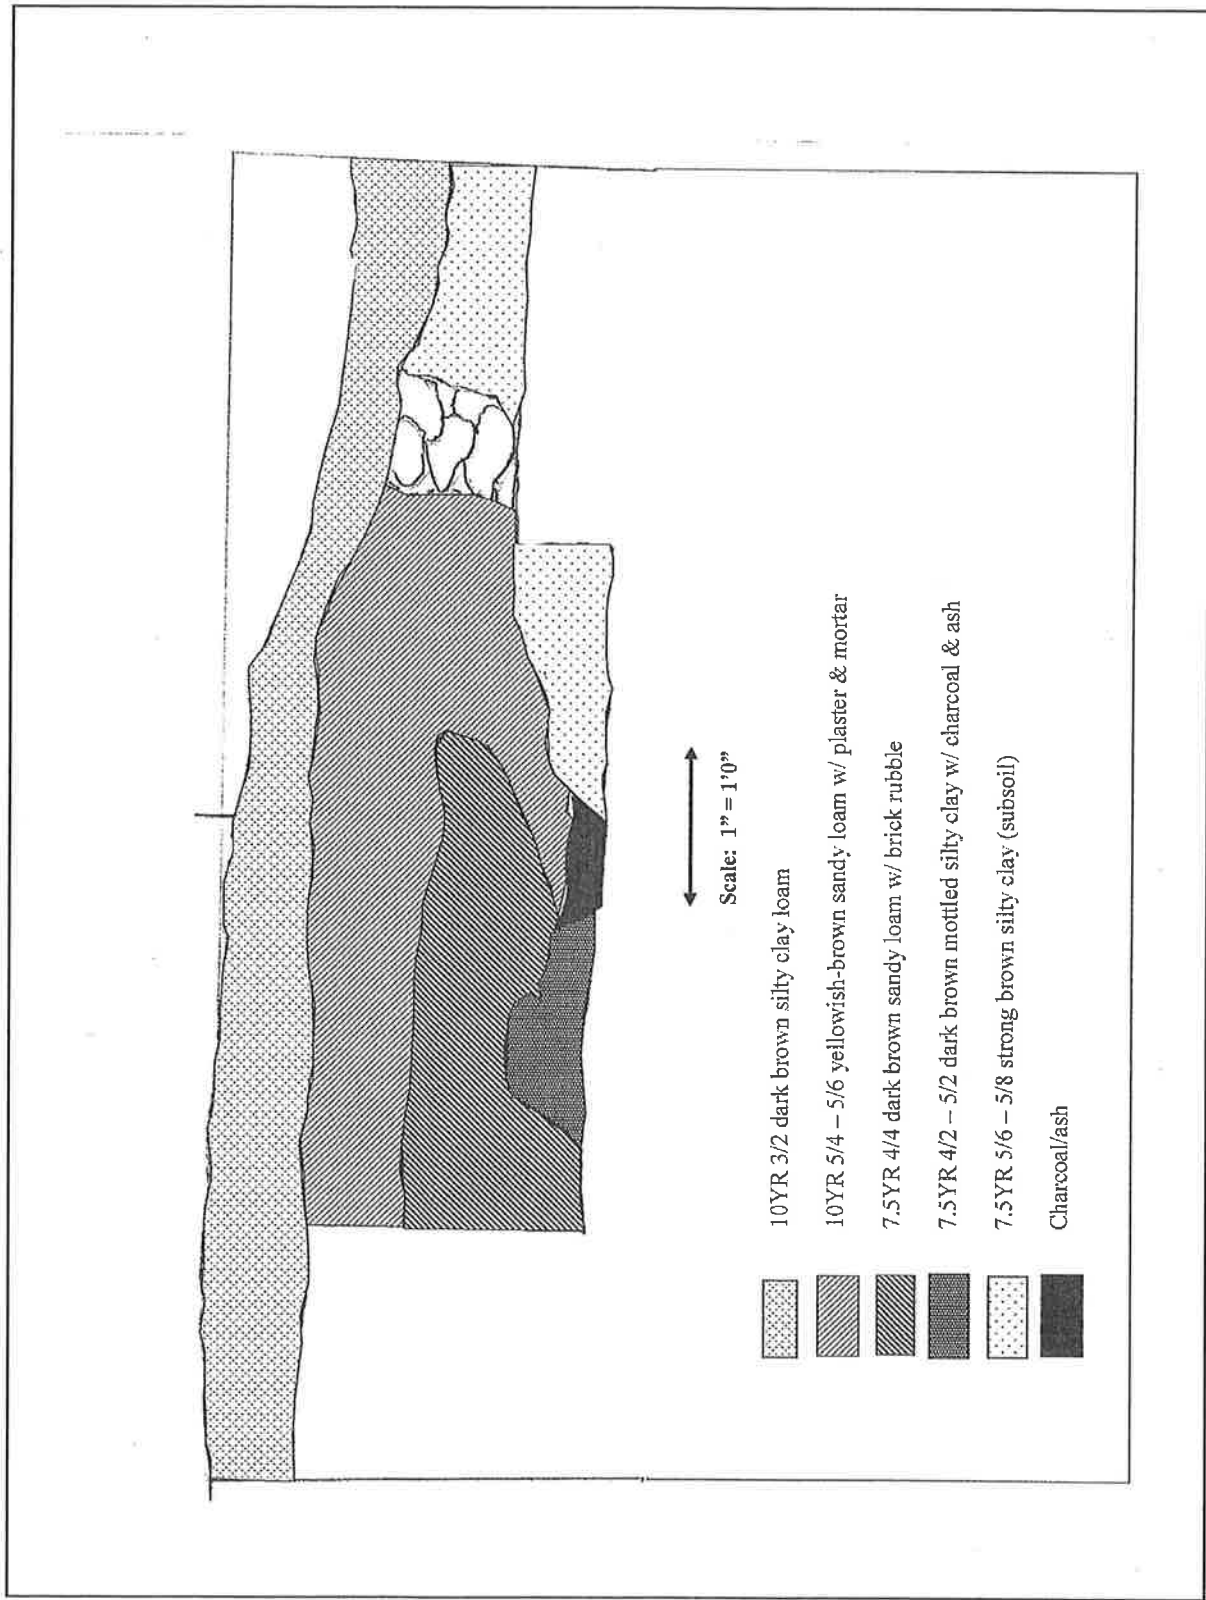 Scale: 1" = 1'0"
10YR 3/2 dark brown silty clay loam
10YR 5/4 – 5/6 yellowish-brown sandy loam w/ plaster & mortar
7.5YR 4/4 dark brown sandy loam w/ brick rubble
7.5YR 4/2 – 5/2 dark brown mottled silty clay w/ charcoal & ash
7.5YR 5/6 – 5/8 strong brown silty clay (subsoil)
Charcoal/ash